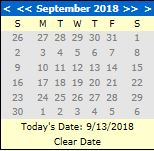 < << September 2018 >> >
S M T W T F S
26 27 28 29 30 31 1
2 3 4 5 6 7 8
9 10 11 12 13 14 15
16 17 18 19 20 21 22
23 24 25 26 27 28 29
30 1 2 3 4 5 6
Today's Date: 9/13/2018
Clear Date